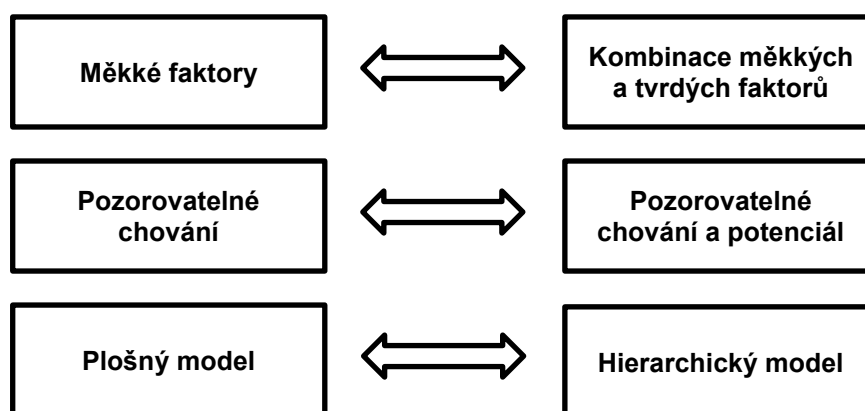 Měkké faktory
Kombinace měkkých
a tvrdých faktorů
Pozorovatelné
chování
Pozorovatelné
chování a potenciál
Plošný model
Hierarchický model